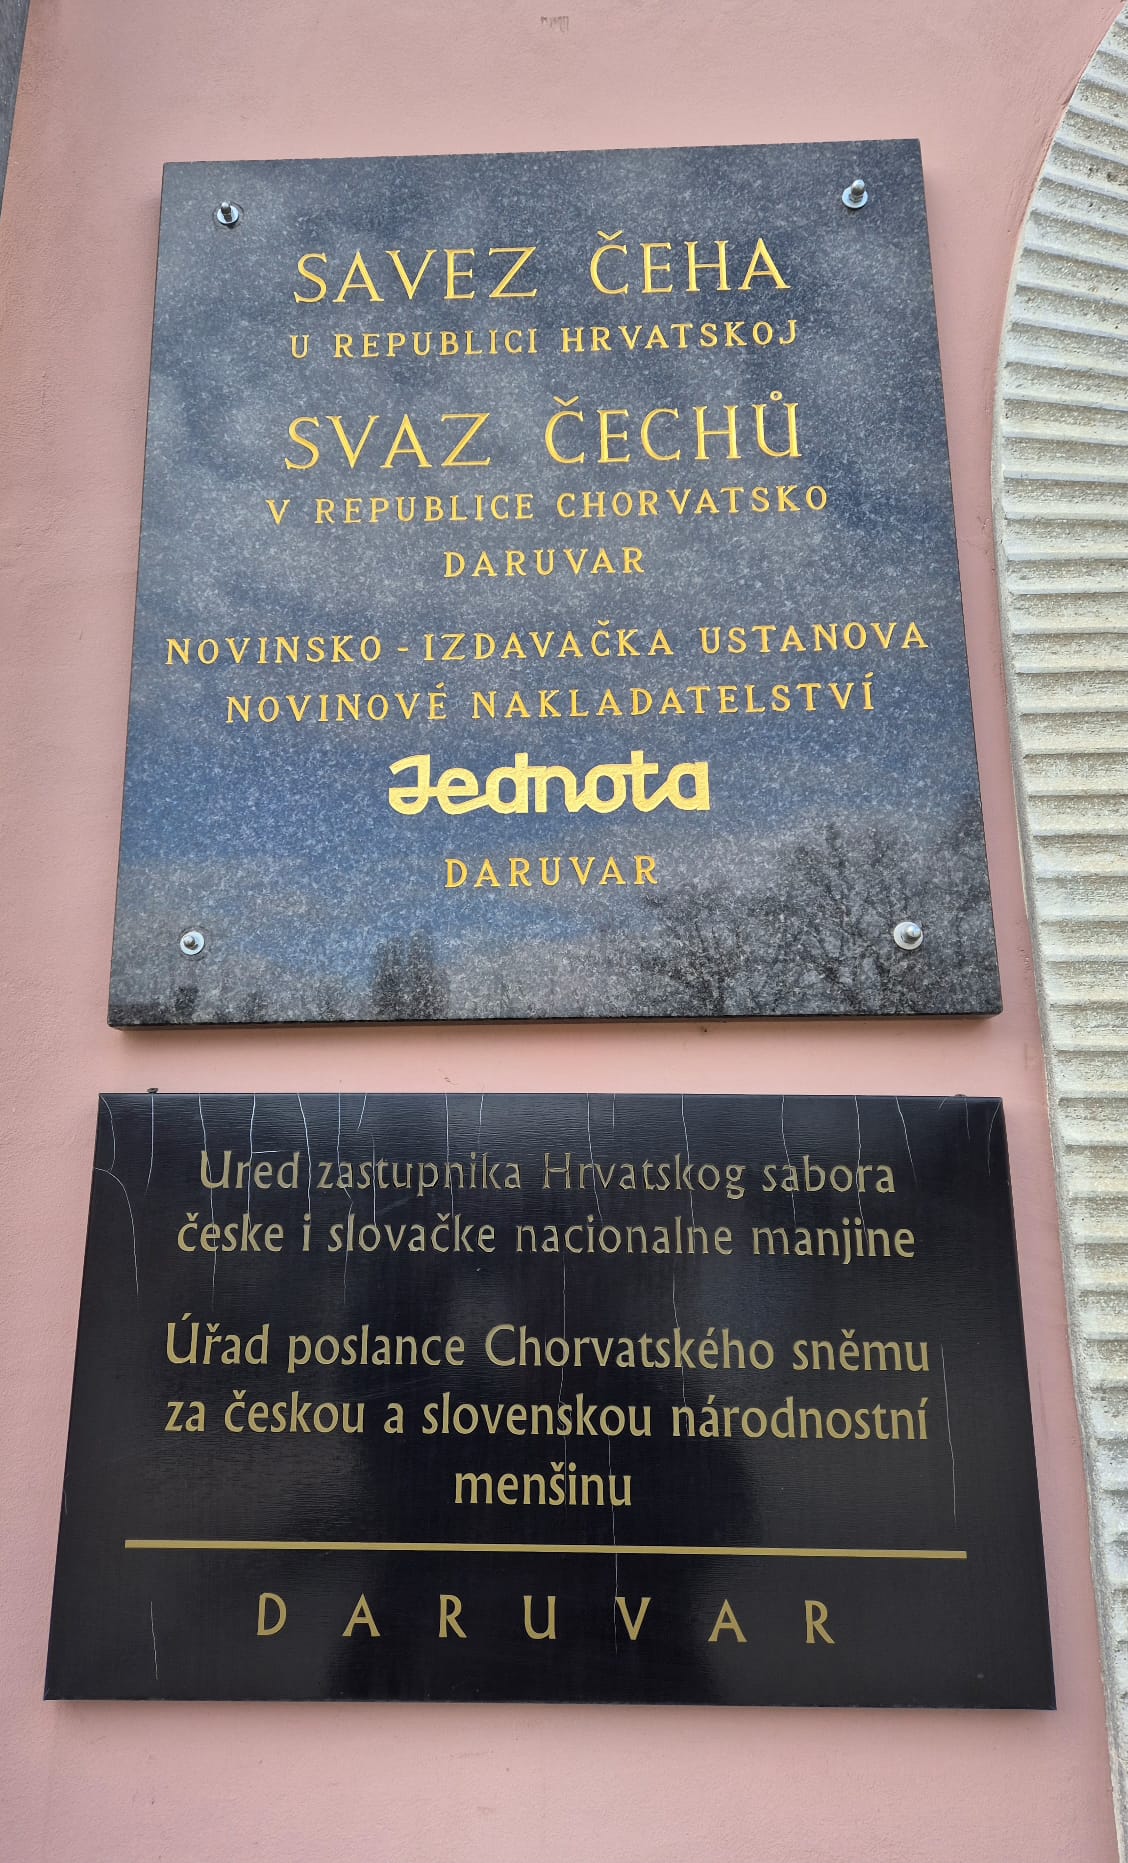 SAVEZ ČEHA
U REPUBLICI HRVATSKOJ
SVAZ ČECHŮ
V REPUBLICE CHORVATSKO
DARUVAR
NOVINSKO - IZDAVAČKA USTANOVA
NOVINOVÉ NAKLADATELSTVÍ
Jednota
DARUVAR
Ured zastupnika Hrvatskog sabora
češke i slovačke nacionalne manjine
Úřad poslance Chorvatského sněmu
za českou a slovenskou národnostní
menšinu
DARUVAR